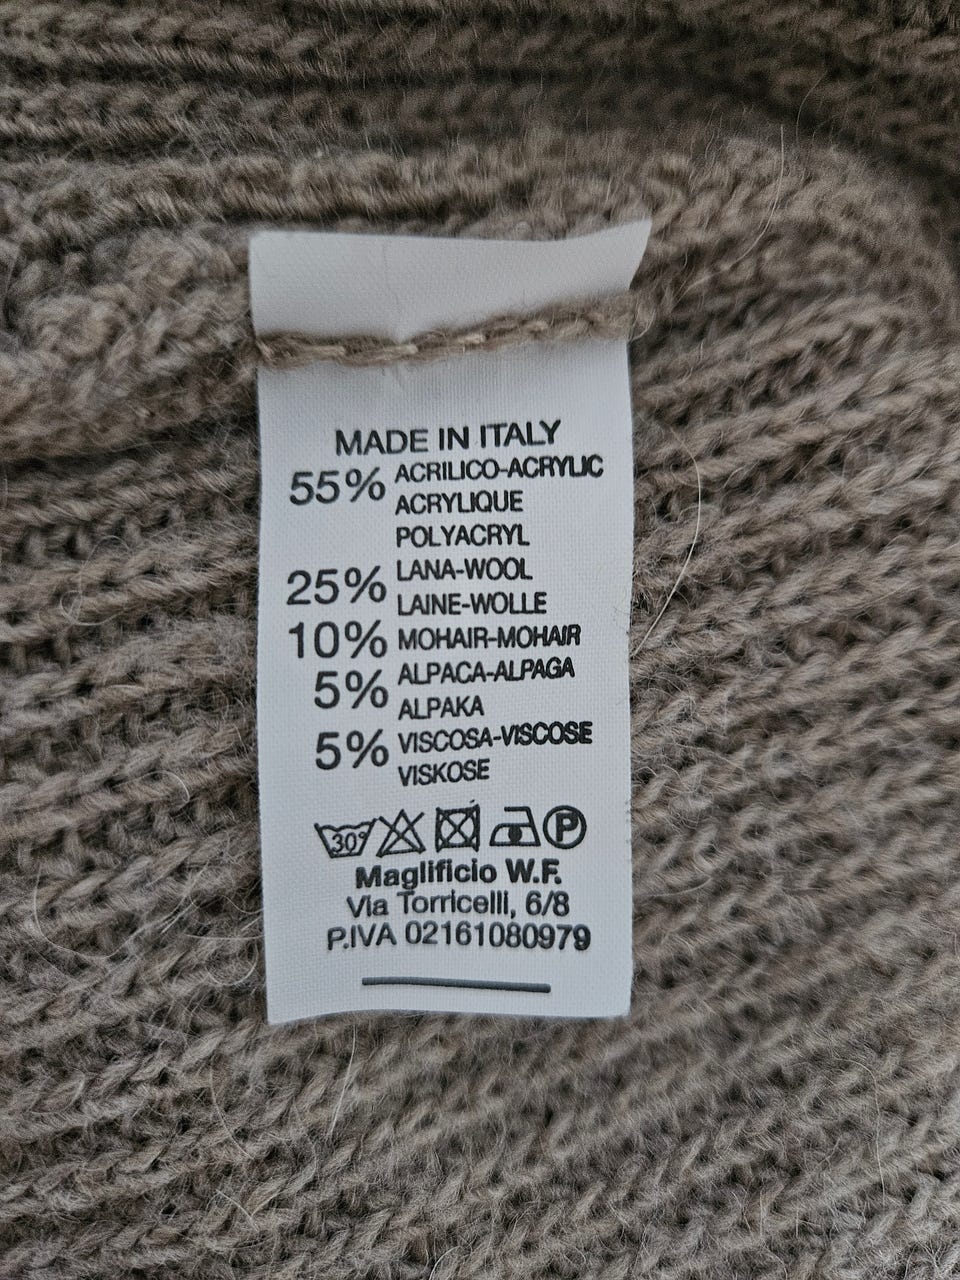 MADE IN ITALY
55% ACRILICO-ACRYLIC
ACRYLIQUE
POLYACRYL
25% LANA-WOOL
LAINE-WOLLE
10% MOHAIR-MOHAIR
5% ALPACA-ALPAGA
ALPAKA
5% VISCOSA-VISCOSE
VISKOSE
30° P
Maglificio W.F.
Via Torricelli, 6/8
P.IVA 02161080979